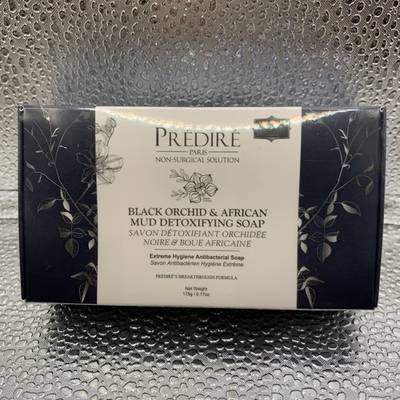 PREDIRE
PARIS
NON-SURGICAL SOLUTION
BLACK ORCHID & AFRICAN
MUD DETOXIFYING SOAP
SAVON DÉTOXIFIANT ORCHIDÉE
NOIRE & BOUE AFRICAINE
Extreme Hygiene Antibacterial Soap
Savon Antibactérien Hygiène Extrême
PREDIRE'S BREAKTHROUGH FORMULA
Net Weight
175g / 6.17oz